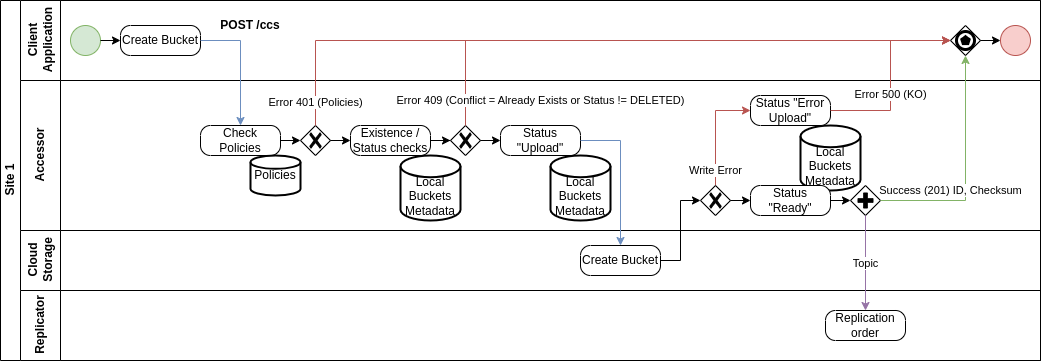 Site 1
Client
Application
Accessor
Cloud
Storage
Replicator
POST /ccs
Create Bucket
Error 401 (Policies)
Error 409 (Conflict = Already Exists or Status != DELETED)
Status "Error
Upload"
Error 500 (KO)
Check
Policies
Policies
Existence /
Status checks
Local
Buckets
Metadata
Status
"Upload"
Local
Buckets
Metadata
Local
Buckets
Metadata
Write Error
Status
"Ready"
Success (201) ID, Checksum
Create Bucket
Topic
Replication
order